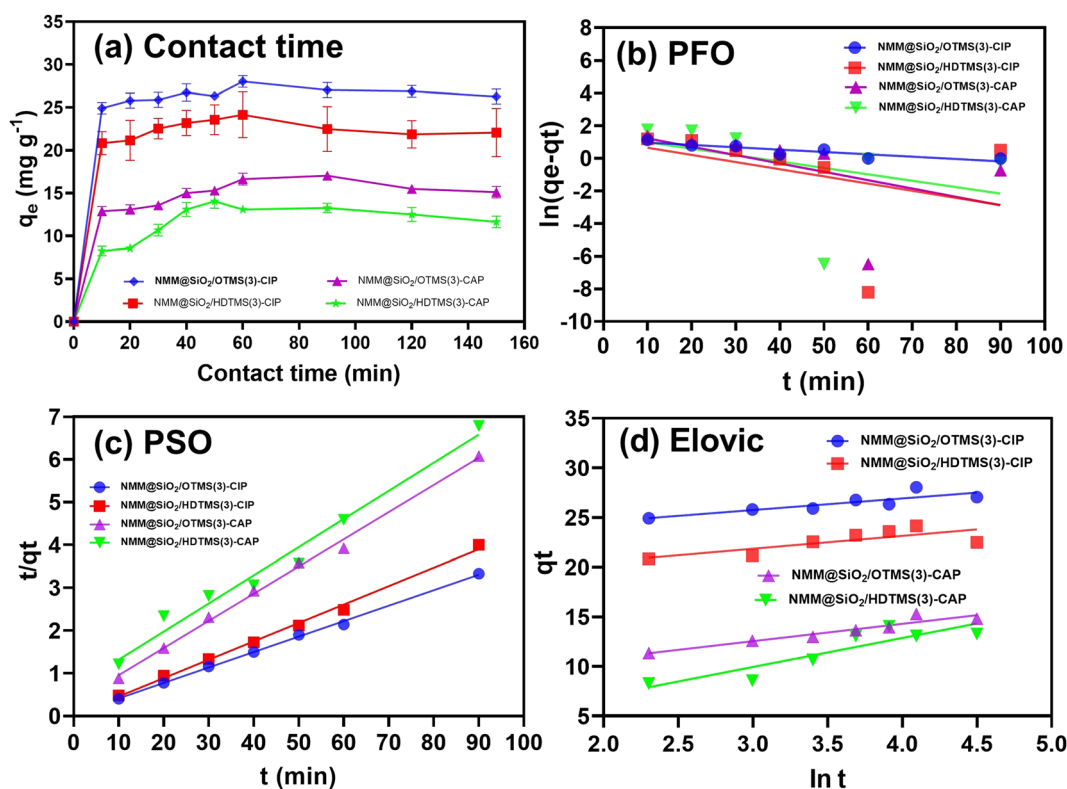 (a) Contact time
qₑ (mg g⁻¹)
35
30
25
20
15
10
5
0
NMM@SiO₂/OTMS(3)-CIP
NMM@SiO₂/OTMS(3)-CAP
NMM@SiO₂/HDTMS(3)-CIP
NMM@SiO₂/HDTMS(3)-CAP
0 20 40 60 80 100 120 140 160
Contact time (min)
(b) PFO
ln(qe-qt)
8
6
4
2
0
-2
-4
-6
-8
-10
NMM@SiO₂/OTMS(3)-CIP
NMM@SiO₂/HDTMS(3)-CIP
NMM@SiO₂/OTMS(3)-CAP
NMM@SiO₂/HDTMS(3)-CAP
0 10 20 30 40 50 60 70 80 90 100
t (min)
(c) PSO
t/qt
7
6
5
4
3
2
1
0
NMM@SiO₂/OTMS(3)-CIP
NMM@SiO₂/HDTMS(3)-CIP
NMM@SiO₂/OTMS(3)-CAP
NMM@SiO₂/HDTMS(3)-CAP
0 10 20 30 40 50 60 70 80 90 100
t (min)
(d) Elovic
qt
35
30
25
20
15
10
5
NMM@SiO₂/OTMS(3)-CIP
NMM@SiO₂/HDTMS(3)-CIP
NMM@SiO₂/OTMS(3)-CAP
NMM@SiO₂/HDTMS(3)-CAP
2.0 2.5 3.0 3.5 4.0 4.5 5.0
ln t